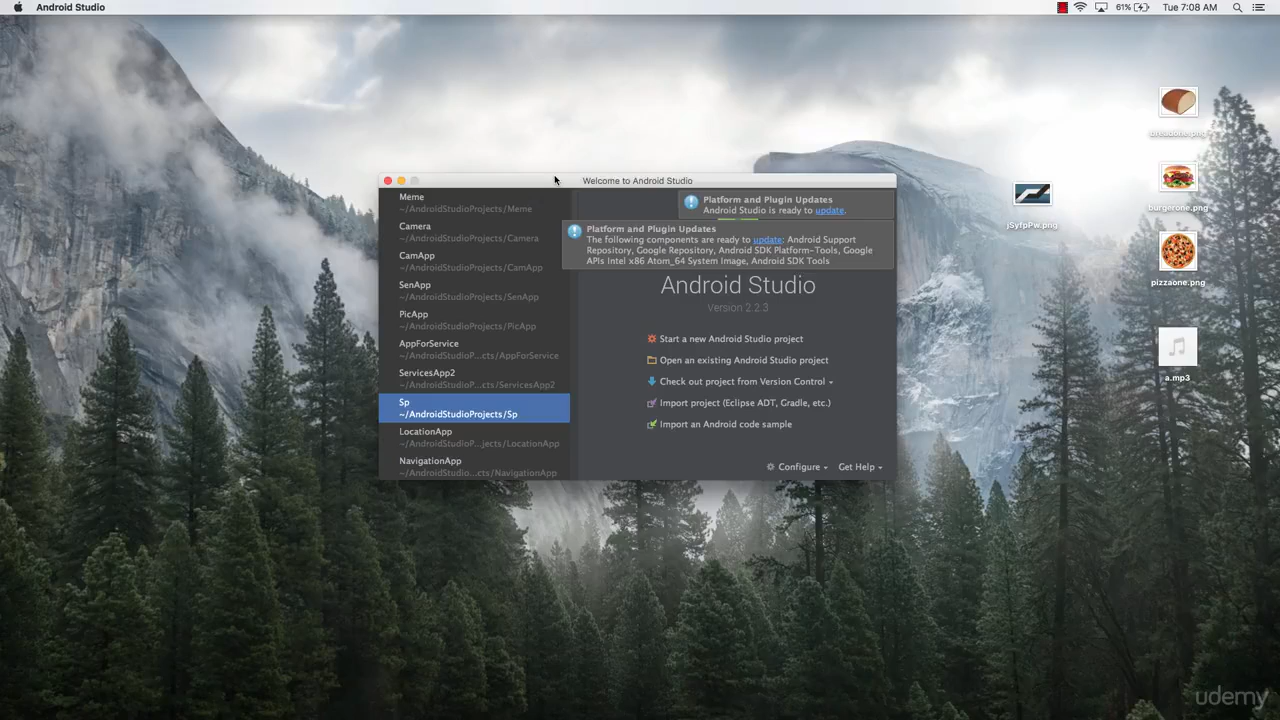 Android Studio
61%
Tue 7:08 AM
Welcome to Android Studio
Meme
~/AndroidStudioProjects/Meme
Camera
~/AndroidStudioProjects/Camera
CamApp
~/AndroidStudioProjects/CamApp
SenApp
~/AndroidStudioProjects/SenApp
PicApp
~/AndroidStudioProjects/PicApp
AppForService
~/AndroidStudioP...cts/AppForService
ServicesApp2
~/AndroidStudioP...cts/ServicesApp2
Sp
~/AndroidStudioProjects/Sp
LocationApp
~/AndroidStudioP...jects/LocationApp
NavigationApp
~/AndroidStudio...cts/NavigationApp
Platform and Plugin Updates
Android Studio is ready to update.
Platform and Plugin Updates
The following components are ready to update: Android Support
Repository, Google Repository, Android SDK Platform-Tools, Google
APIs Intel x86 Atom_64 System Image, Android SDK Tools
Android Studio
Version 2.2.3
Start a new Android Studio project
Open an existing Android Studio project
Check out project from Version Control
Import project (Eclipse ADT, Gradle, etc.)
Import an Android code sample
Configure
Get Help
breadone.png
burgerone.png
jSyfpPw.png
pizzaone.png
a.mp3
udemy